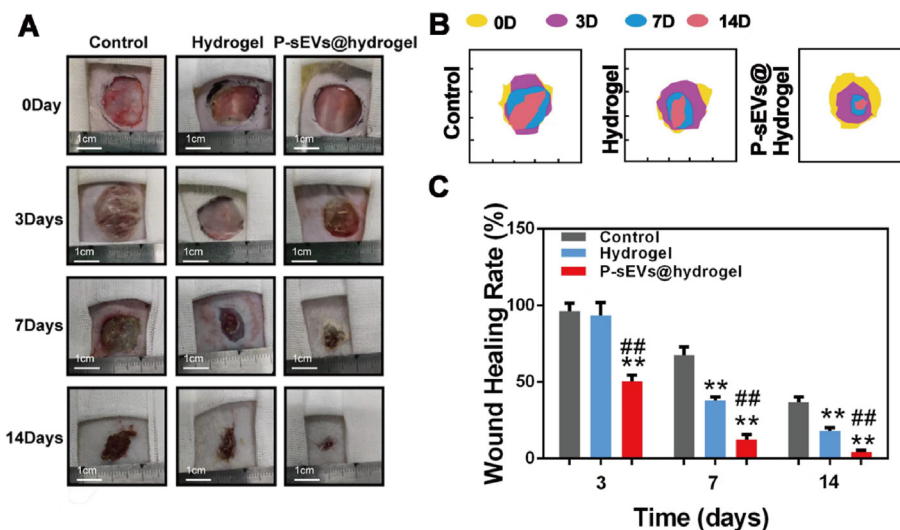 A
Control Hydrogel P-sEVs@hydrogel
0Day
1cm 1cm 1cm
3Days
1cm 1cm 1cm
7Days
1cm 1cm 1cm
14Days
1cm 1cm 1cm
B
0D 3D 7D 14D
Control
Hydrogel
P-sEVs@
Hydrogel
C
Wound Healing Rate (%)
150
100
50
0
Control
Hydrogel
P-sEVs@hydrogel
##
**
**
##
**
**
##
**
3 7 14
Time (days)